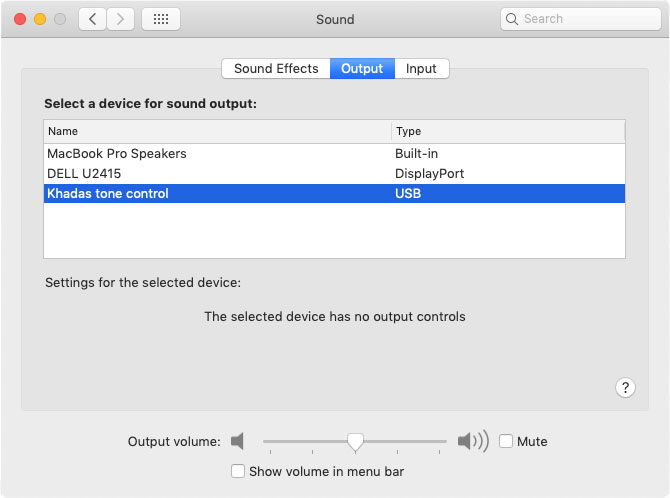 Sound
Search
Sound Effects Output Input
Select a device for sound output:
Name Type
MacBook Pro Speakers Built-in
DELL U2415 DisplayPort
Khadas tone control USB
Settings for the selected device:
The selected device has no output controls
?
Output volume: Mute
Show volume in menu bar